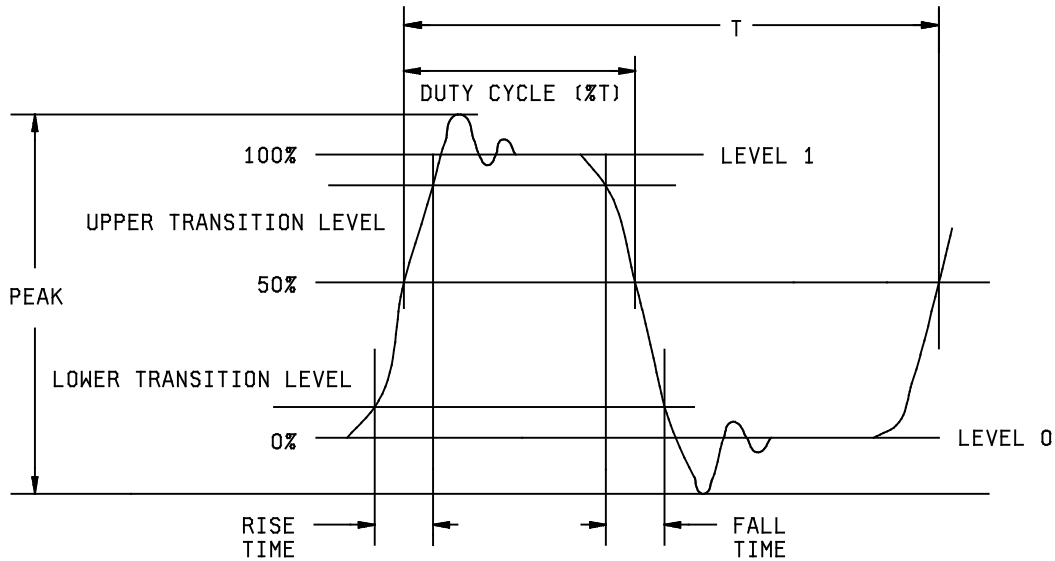 T
DUTY CYCLE (%T)
100%
LEVEL 1
UPPER TRANSITION LEVEL
50%
PEAK
LOWER TRANSITION LEVEL
0%
LEVEL 0
RISE
TIME
FALL
TIME